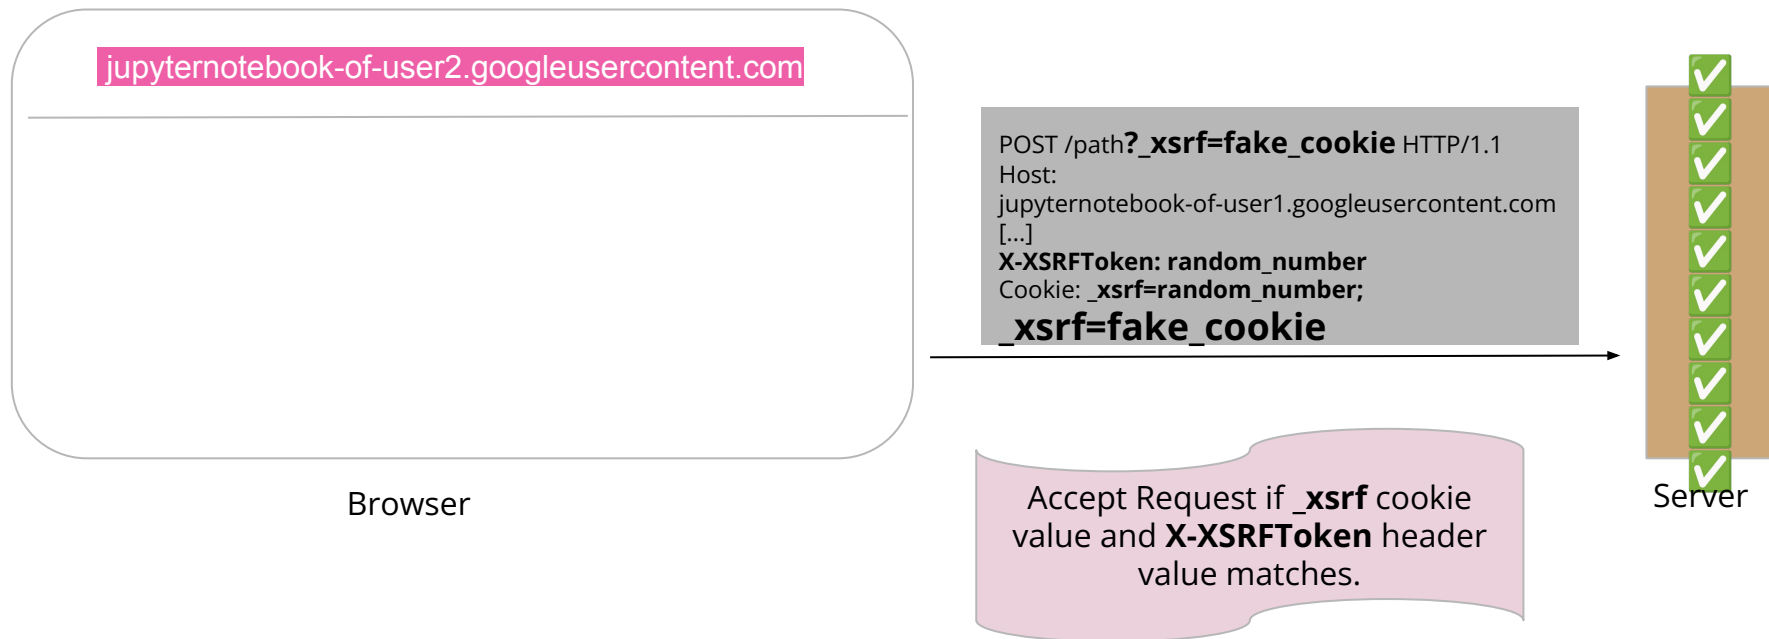 jupyternotebook-of-user2.googleusercontent.com
POST /path?_xsrf=fake_cookie HTTP/1.1
Host:
jupyternotebook-of-user1.googleusercontent.com
[...]
X-XSRFToken: random_number
Cookie: _xsrf=random_number;
_xsrf=fake_cookie
Browser
Accept Request if _xsrf cookie
value and X-XSRFToken header
value matches.
Server